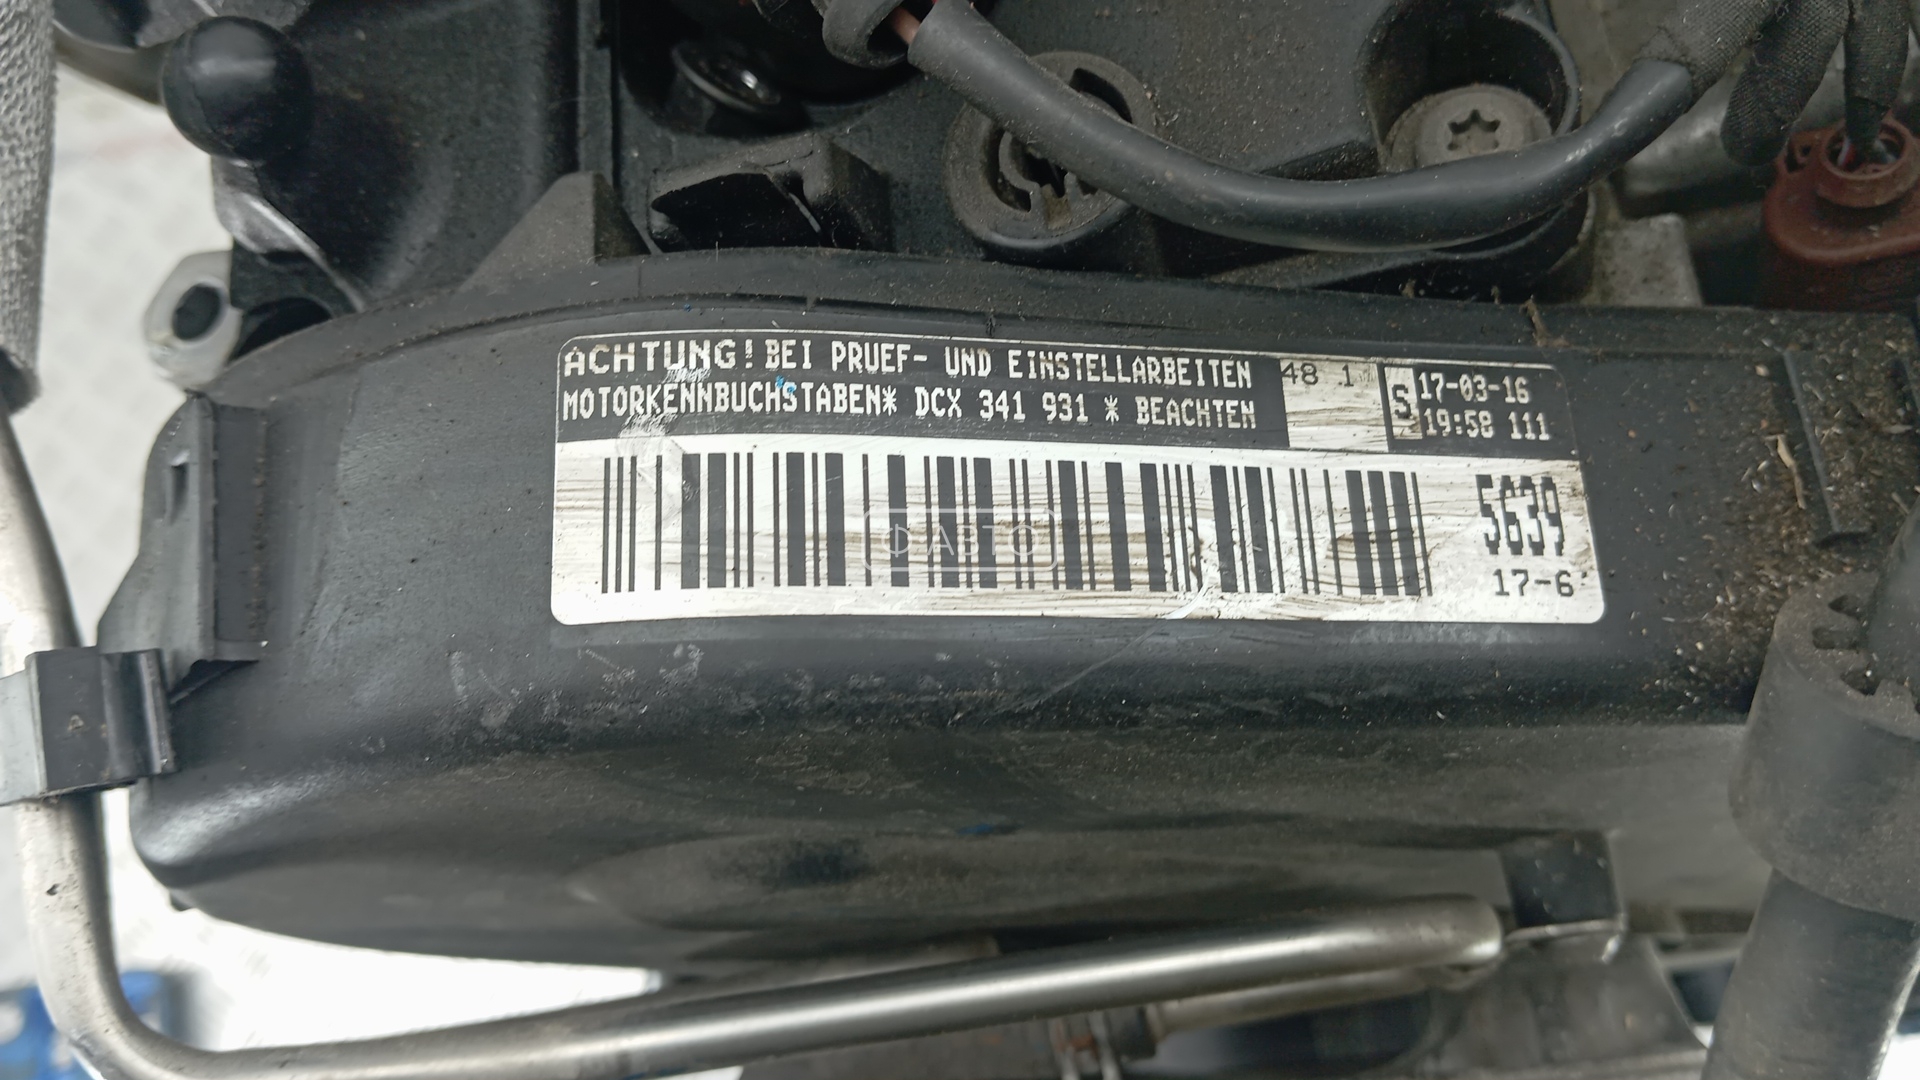 ACHTUNG! BEI PRUEF- UND EINSTELLARBEITEN
MOTORKENNBUCHSTABEN* DCX 341 931 * BEACHTEN
48 1
S
17-03-16
19:58 111
5639
17-6
Ф АВТО